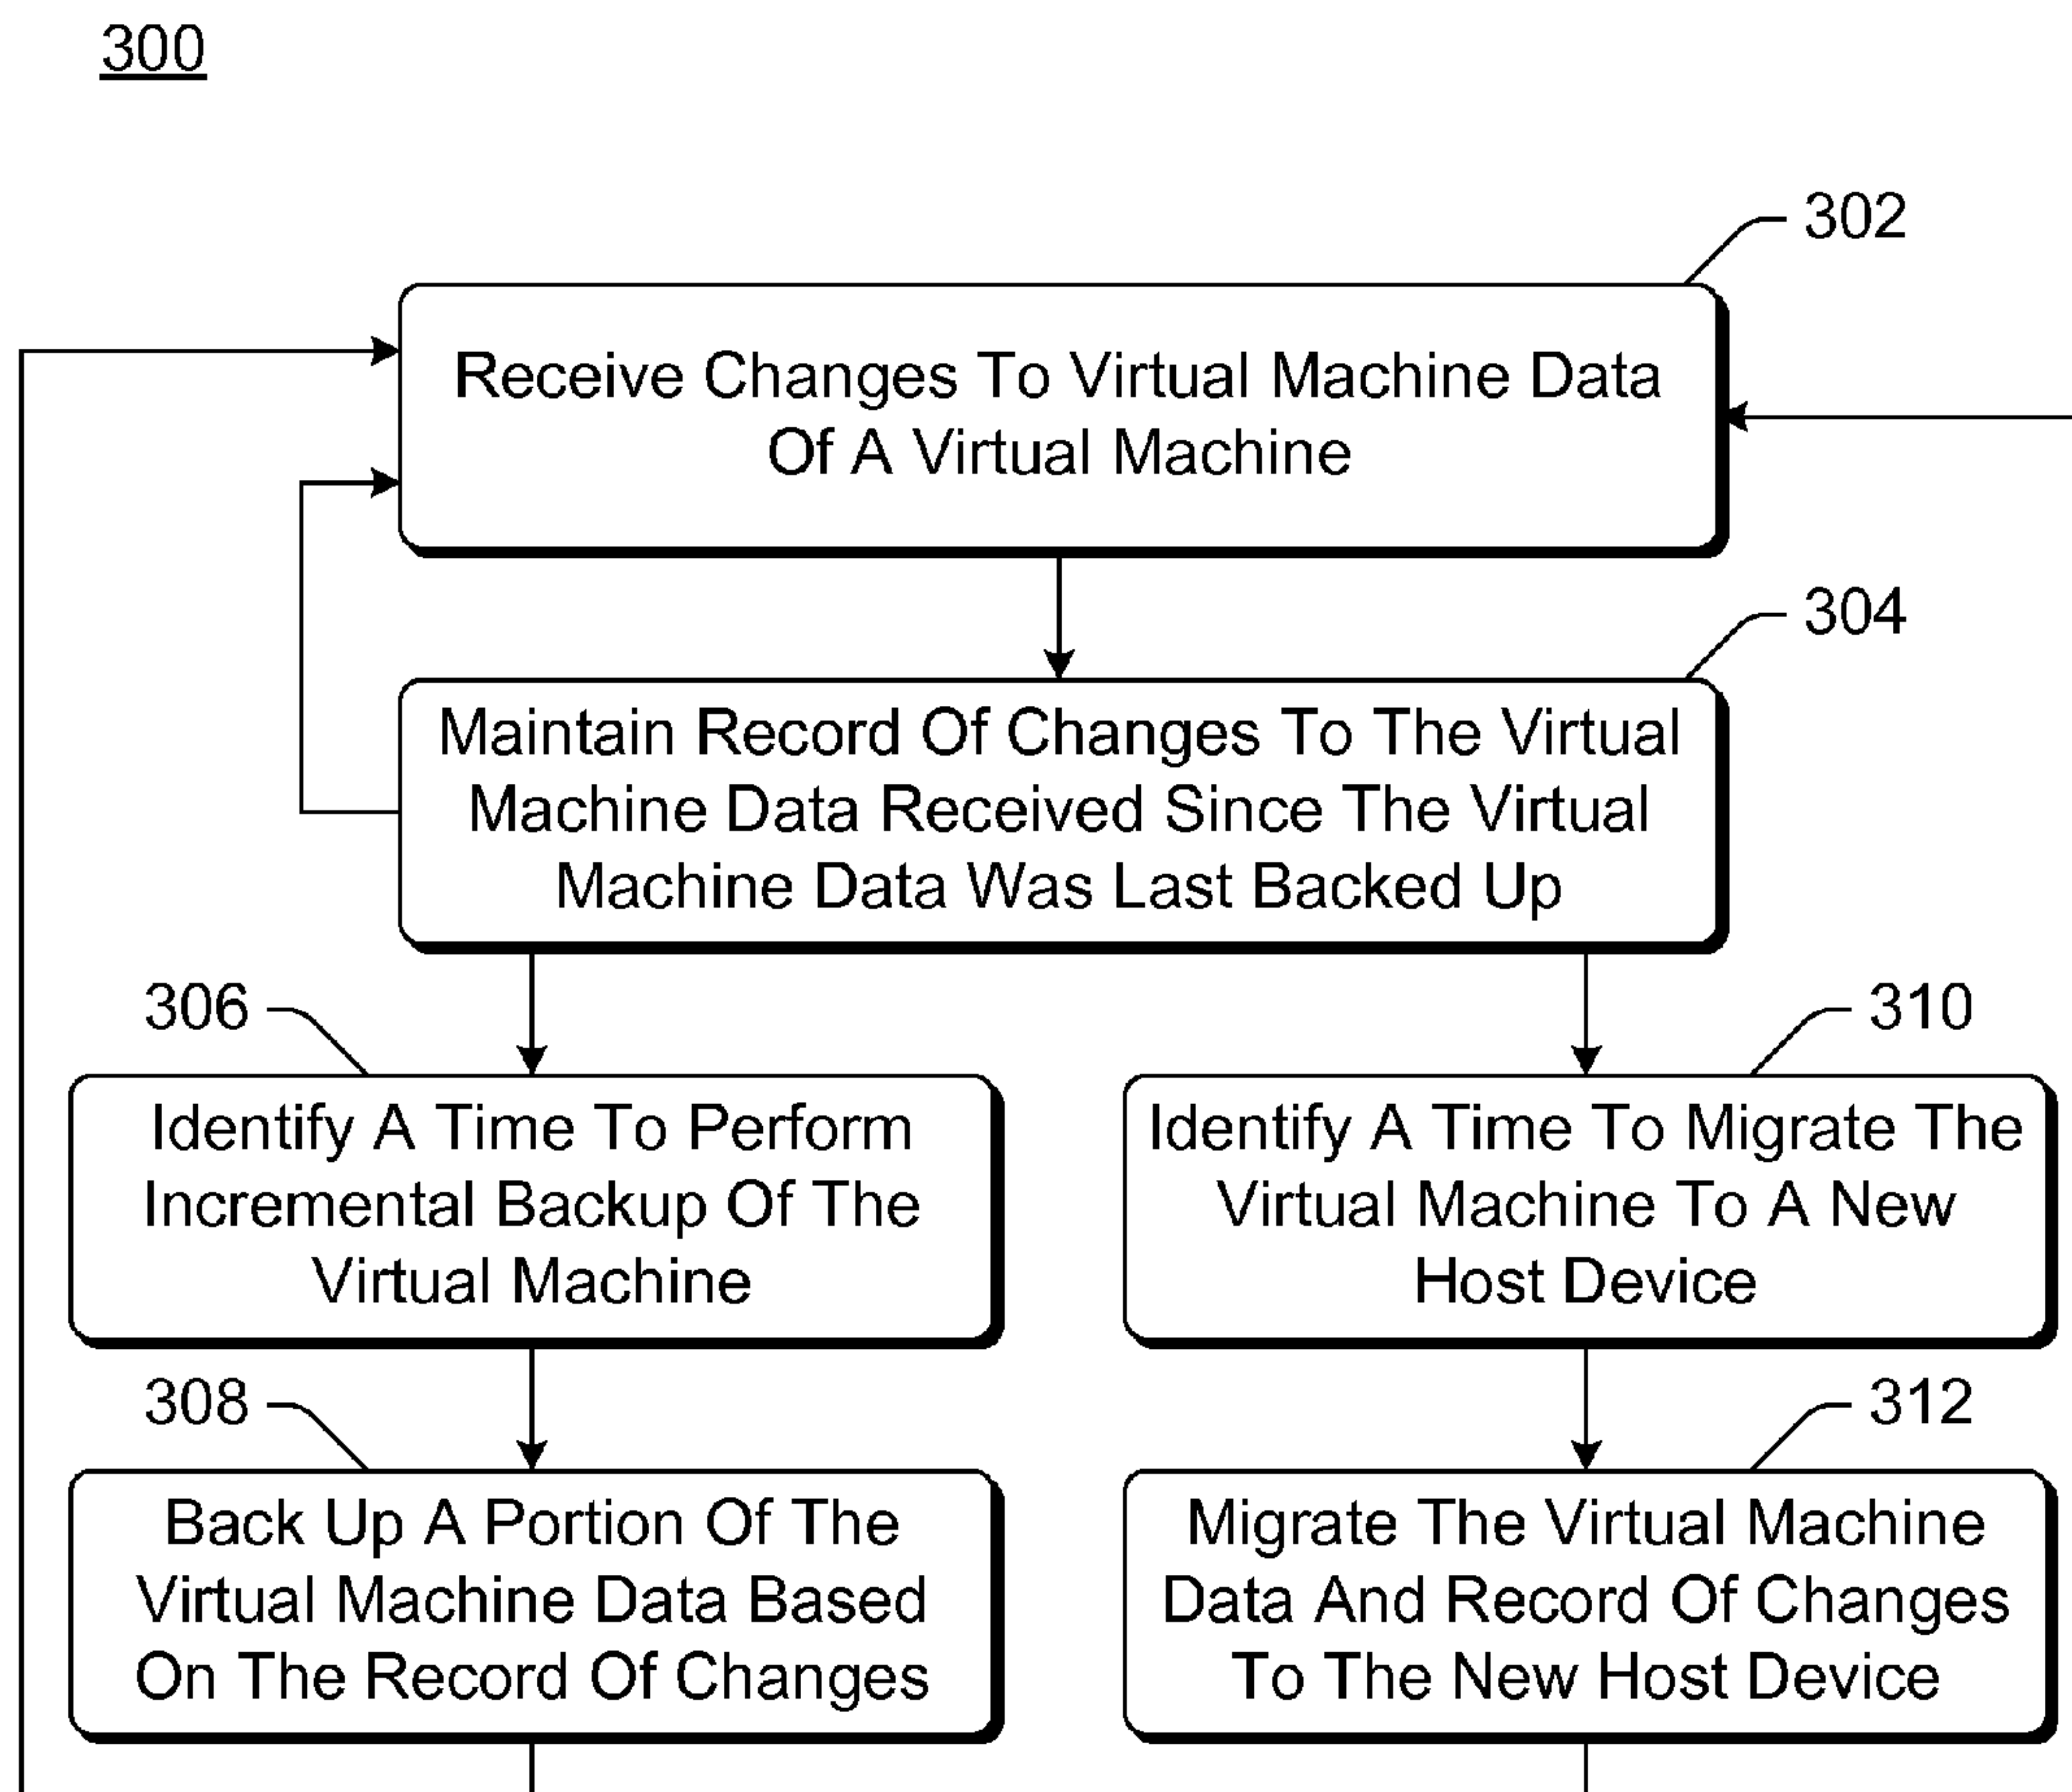 300
302
Receive Changes To Virtual Machine Data
Of A Virtual Machine
304
Maintain Record Of Changes To The Virtual
Machine Data Received Since The Virtual
Machine Data Was Last Backed Up
306
Identify A Time To Perform
Incremental Backup Of The
Virtual Machine
308
Back Up A Portion Of The
Virtual Machine Data Based
On The Record Of Changes
310
Identify A Time To Migrate The
Virtual Machine To A New
Host Device
312
Migrate The Virtual Machine
Data And Record Of Changes
To The New Host Device